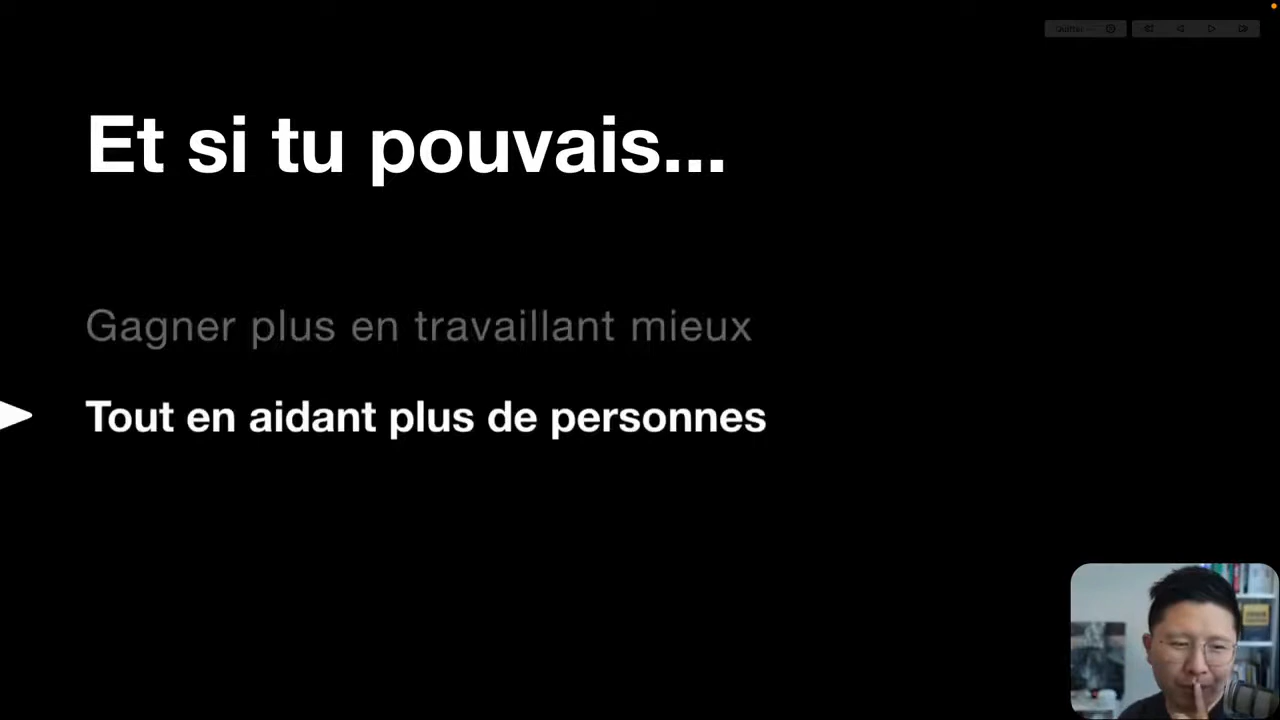 Et si tu pouvais...
Gagner plus en travaillant mieux
Tout en aidant plus de personnes